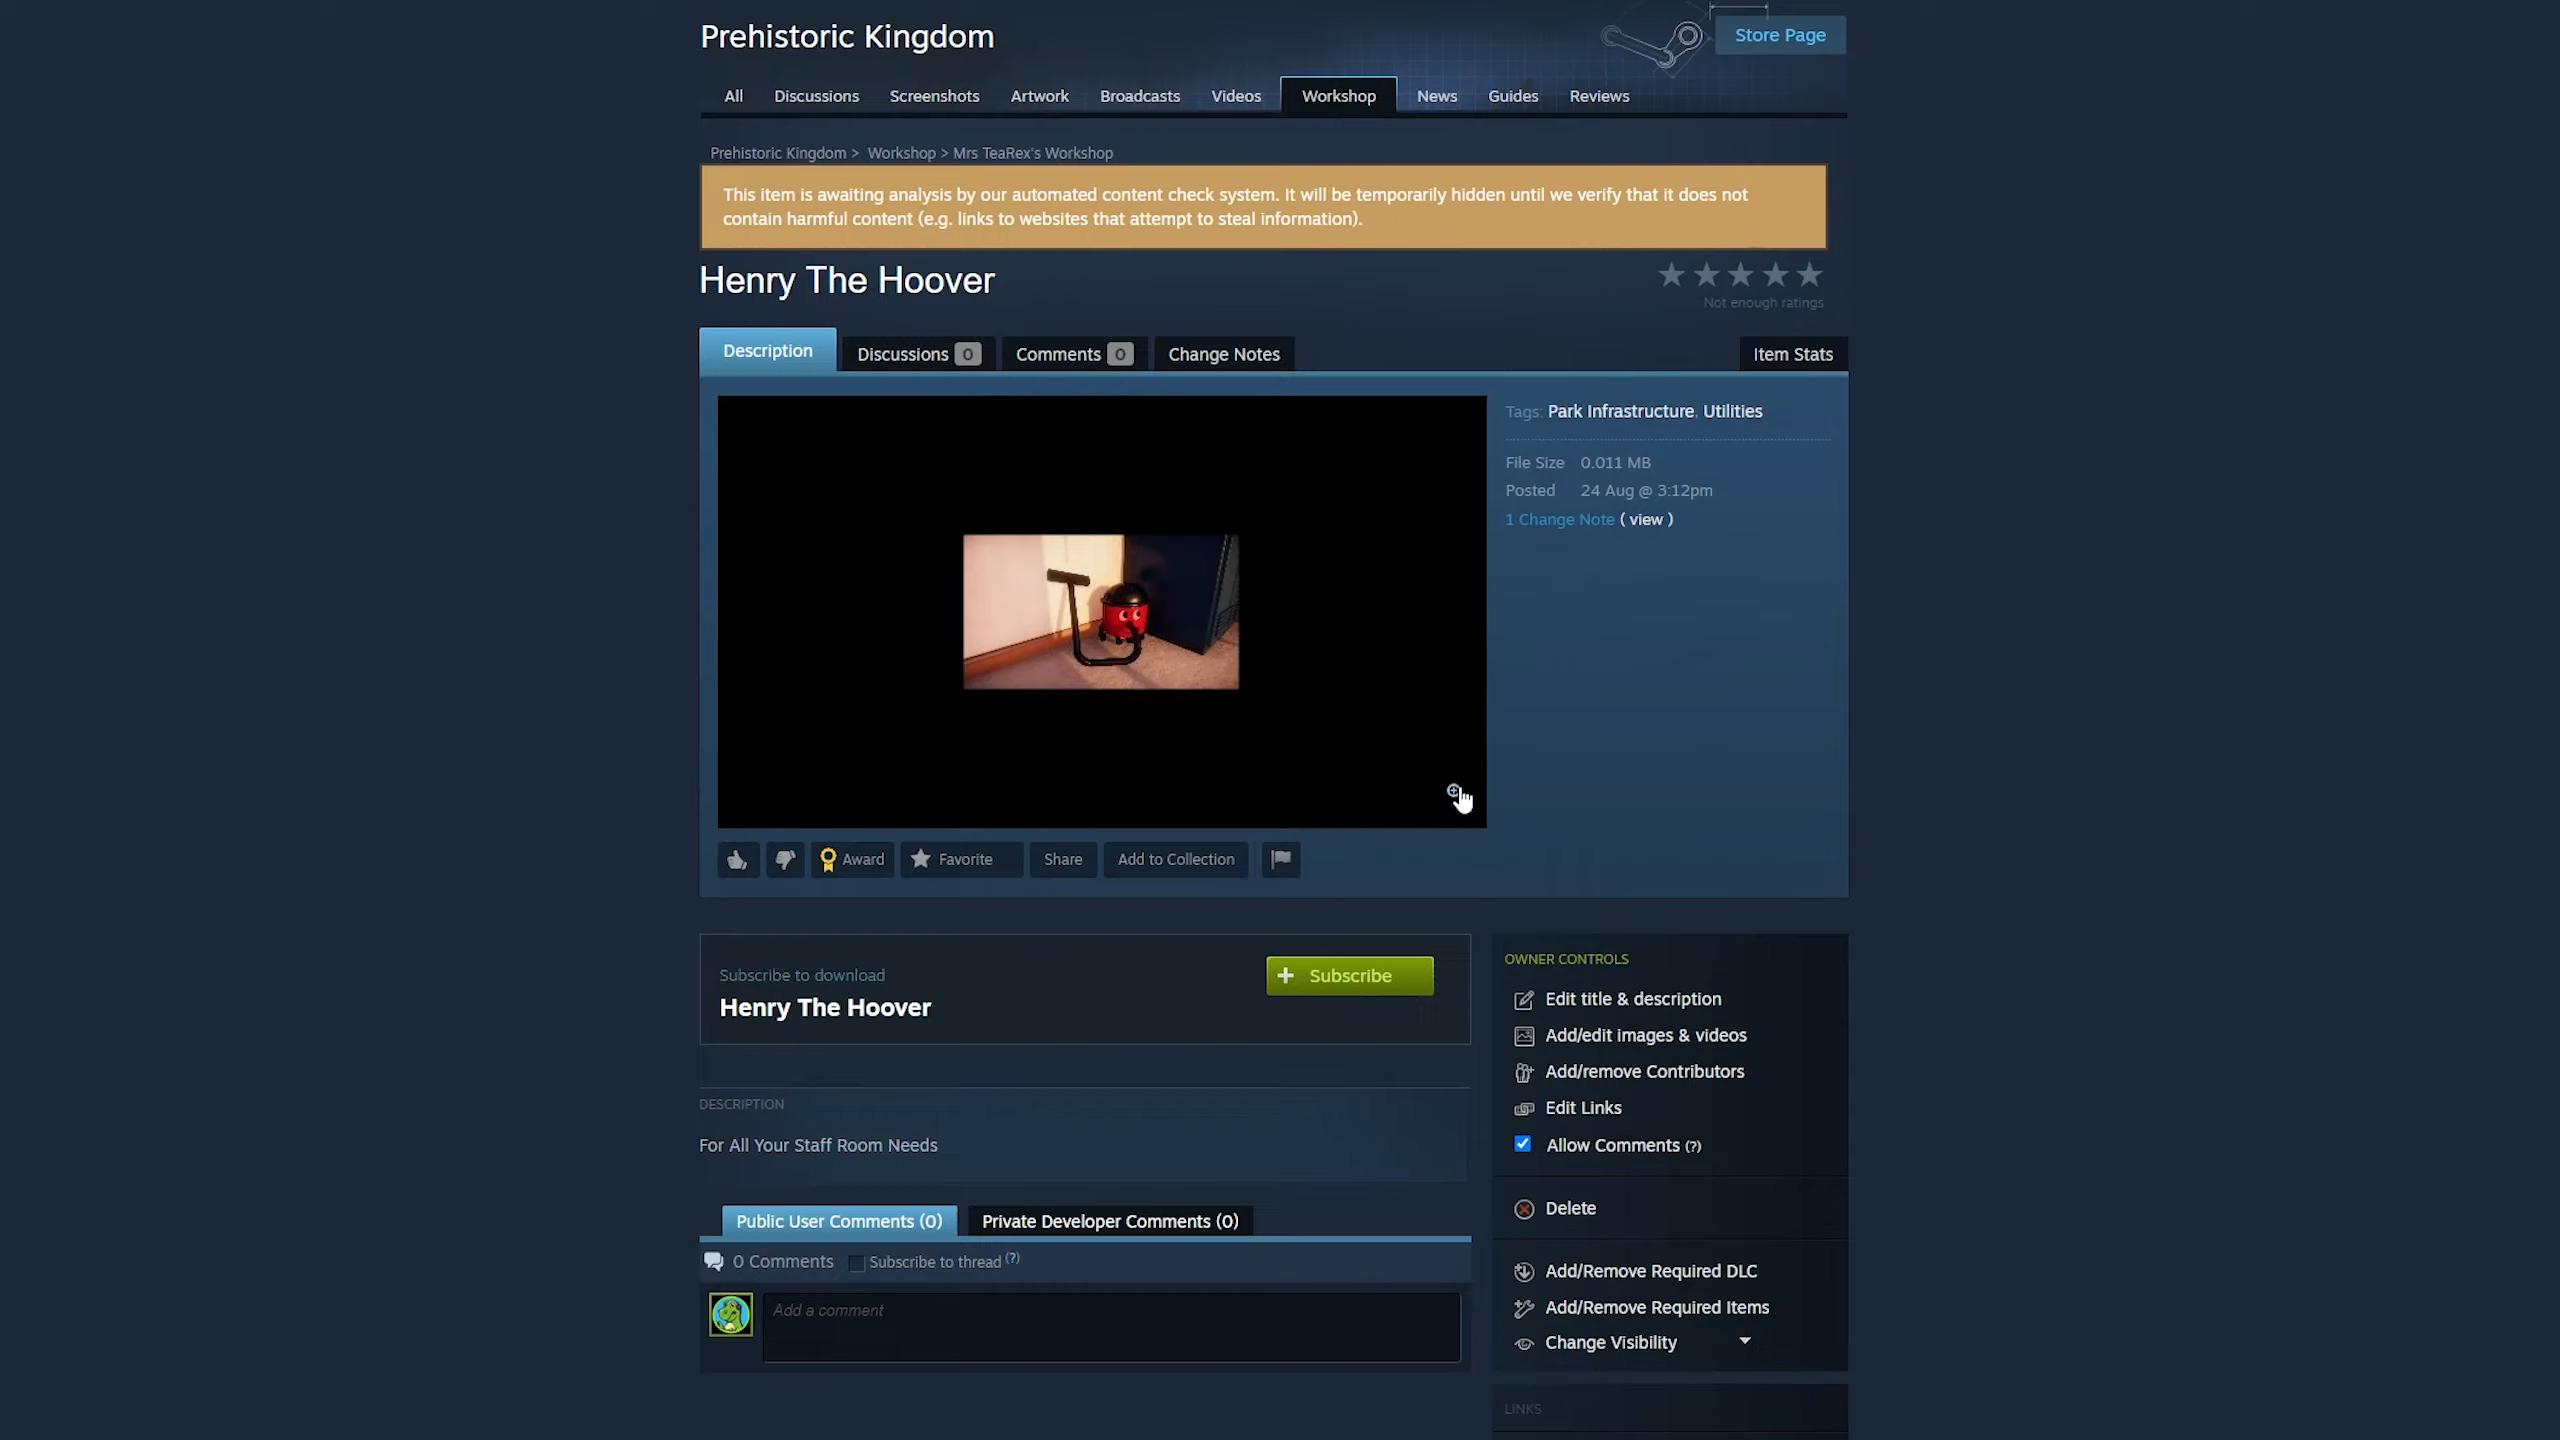 Prehistoric Kingdom
Store Page
All Discussions Screenshots Artwork Broadcasts Videos Workshop News Guides Reviews
Prehistoric Kingdom > Workshop > Mrs TeaRex's Workshop
This item is awaiting analysis by our automated content check system. It will be temporarily hidden until we verify that it does not
contain harmful content (e.g. links to websites that attempt to steal information).
Henry The Hoover
Not enough ratings
Description Discussions 0 Comments 0 Change Notes Item Stats
Tags: Park Infrastructure, Utilities
File Size 0.011 MB
Posted 24 Aug @ 3:12pm
1 Change Note ( view )
Award Favorite Share Add to Collection
Subscribe to download
Henry The Hoover
Subscribe
DESCRIPTION
For All Your Staff Room Needs
Public User Comments (0) Private Developer Comments (0)
0 Comments Subscribe to thread (?)
Add a comment
OWNER CONTROLS
Edit title & description
Add/edit images & videos
Add/remove Contributors
Edit Links
Allow Comments (?)
Delete
Add/Remove Required DLC
Add/Remove Required Items
Change Visibility
LINKS